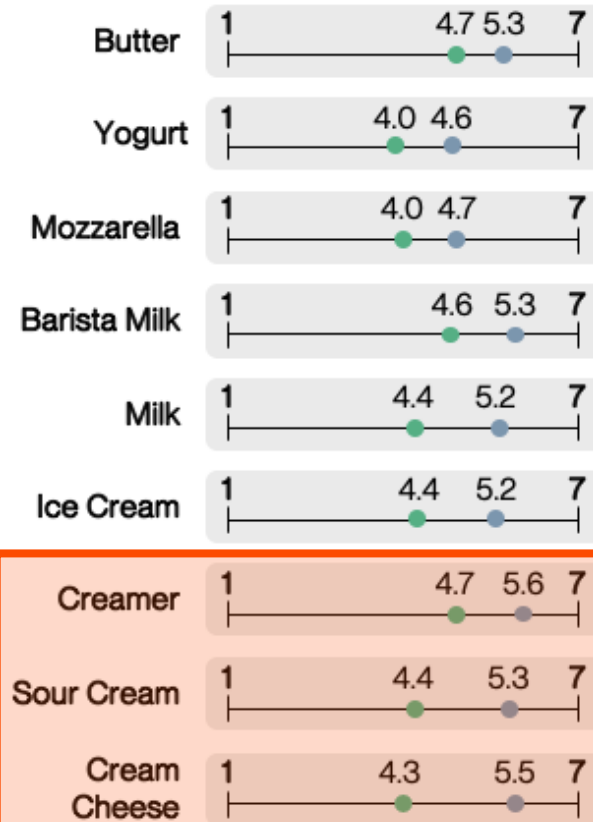 1 4.7 5.3 7
Butter
1 4.0 4.6 7
Yogurt
1 4.0 4.7 7
Mozzarella
1 4.6 5.3 7
Barista Milk
1 4.4 5.2 7
Milk
1 4.4 5.2 7
Ice Cream
1 4.7 5.6 7
Creamer
1 4.4 5.3 7
Sour Cream
1 4.3 5.5 7
Cream
Cheese